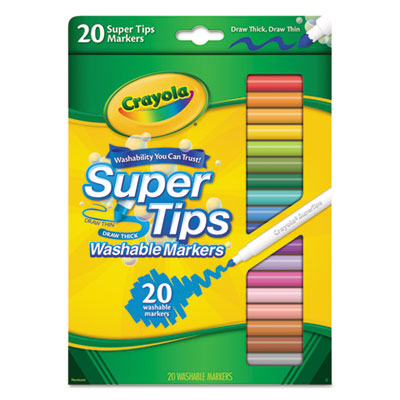 20 Super Tips
Markers
Draw Thick, Draw Thin
Crayola
Washability You Can Trust!
Super
Tips
DRAW THIN
DRAW THICK
Washable Markers
Crayola SuperTips
20
washable
markers
20 WASHABLE MARKERS